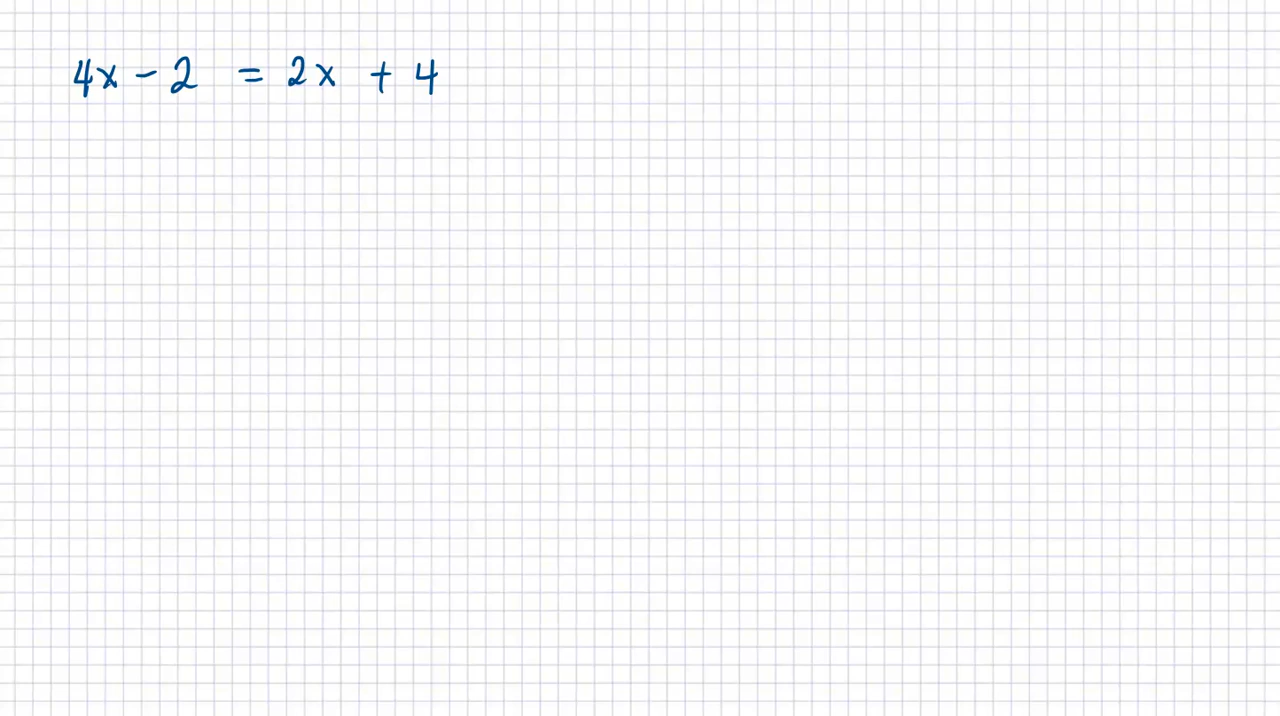 4x - 2 = 2x + 4